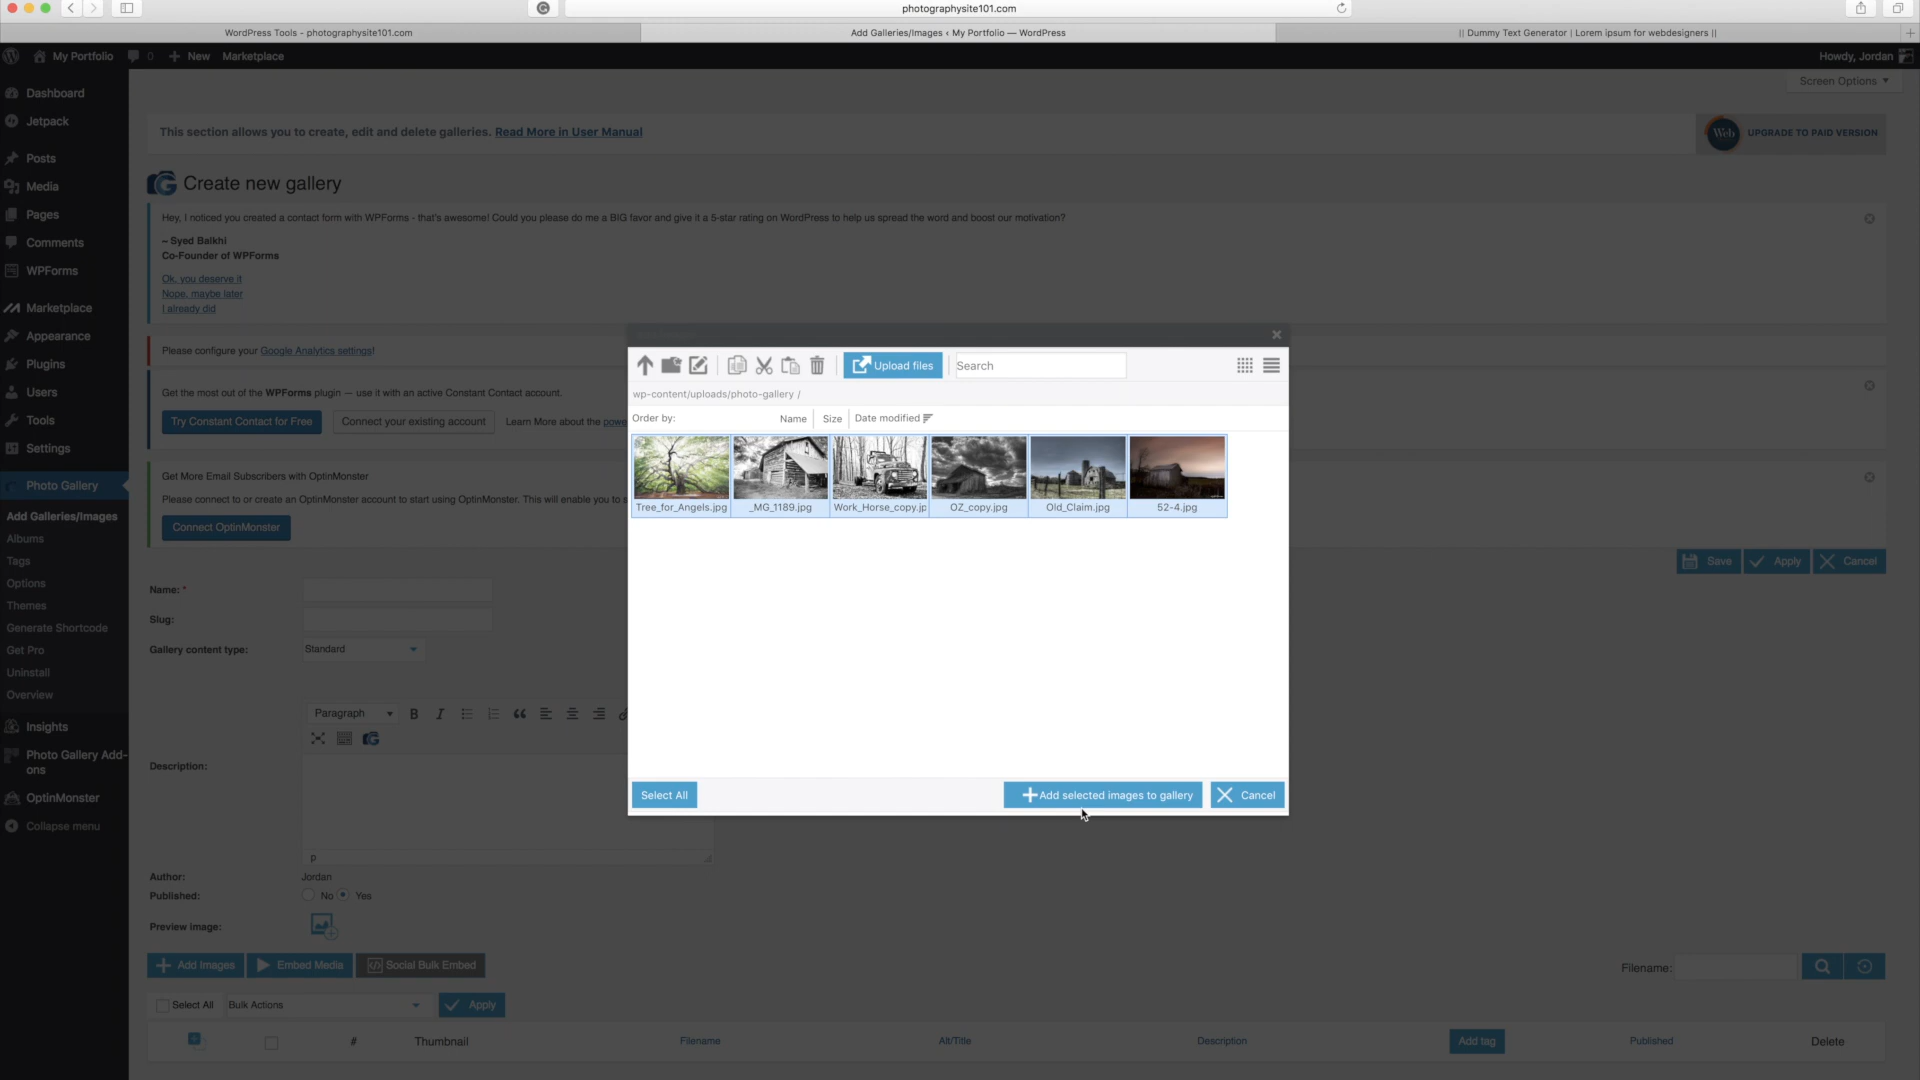 photographysite101.com
WordPress Tools - photographysite101.com
Add Galleries/Images ‹ My Portfolio — WordPress
|| Dummy Text Generator | Lorem ipsum for webdesigners ||
My Portfolio
0
New
Marketplace
Howdy, Jordan
Screen Options
Dashboard
Jetpack
Posts
Media
Pages
Comments
WPForms
Marketplace
Appearance
Plugins
Users
Tools
Settings
Photo Gallery
Add Galleries/Images
Albums
Tags
Options
Themes
Generate Shortcode
Get Pro
Uninstall
Overview
Insights
Photo Gallery Add-
ons
OptinMonster
Collapse menu
This section allows you to create, edit and delete galleries. Read More in User Manual
Web
UPGRADE TO PAID VERSION
Create new gallery
Hey, I noticed you created a contact form with WPForms - that's awesome! Could you please do me a BIG favor and give it a 5-star rating on WordPress to help us spread the word and boost our motivation?
~ Syed Balkhi
Co-Founder of WPForms
Ok, you deserve it
Nope, maybe later
I already did
Please configure your Google Analytics settings!
Get the most out of the WPForms plugin — use it with an active Constant Contact account.
Try Constant Contact for Free
Connect your existing account
Learn More about the
Get More Email Subscribers with OptinMonster
Please connect to or create an OptinMonster account to start using OptinMonster. This will enable you to
Connect OptinMonster
Save
Apply
Cancel
Name: *
Slug:
Gallery content type:
Standard
Paragraph
Description:
p
Author:
Jordan
Published:
No
Yes
Preview image:
Add Images
Embed Media
Social Bulk Embed
Filename:
Select All
Bulk Actions
Apply
#
Thumbnail
Filename
Alt/Title
Description
Add tag
Published
Delete
Upload files
Search
wp-content/uploads/photo-gallery /
Order by:
Name
Size
Date modified
Tree_for_Angels.jpg
_MG_1189.jpg
Work_Horse_copy.jp
OZ_copy.jpg
Old_Claim.jpg
52-4.jpg
Select All
Add selected images to gallery
Cancel